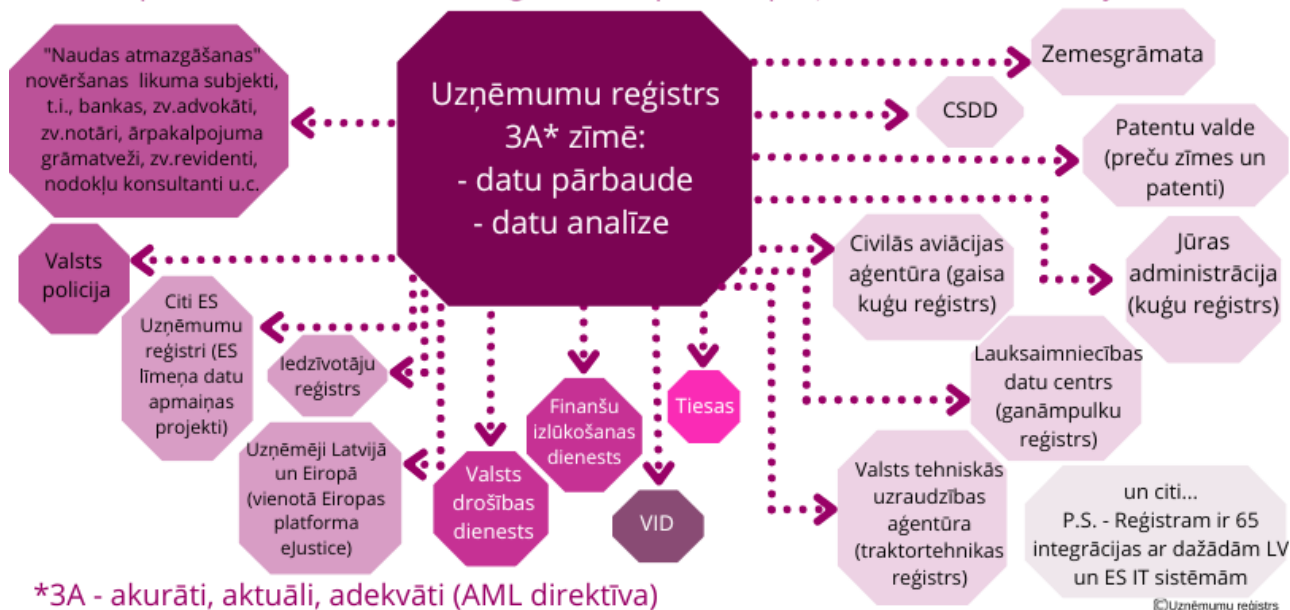 "Naudas atmazgāšanas"
novēršanas likuma subjekti,
t.i., bankas, zv.advokāti,
zv.notāri, ārpakalpojuma
grāmatveži, zv.revidenti,
nodokļu konsultanti u.c.
Uzņēmumu reģistrs
3A* zīmē:
- datu pārbaude
- datu analīze
Zemesgrāmata
CSDD
Patentu valde
(preču zīmes un
patenti)
Valsts
policija
Civilās aviācijas
aģentūra (gaisa
kuģu reģistrs)
Jūras
administrācija
(kuģu reģistrs)
Citi ES
Uzņēmumu
reģistri (ES
līmeņa datu
apmaiņas
projekti)
Iedzīvotāju
reģistrs
Lauksaimniecības
datu centrs
(ganāmpulku
reģistrs)
Finanšu
izlūkošanas
dienests
Tiesas
Uzņēmēji Latvijā
un Eiropā
(vienotā Eiropas
platforma
eJustice)
Valsts
drošības
dienests
VID
Valsts tehniskās
uzraudzības
aģentūra
(traktortehnikas
reģistrs)
un citi...
P.S. - Reģistram ir 65
integrācijas ar dažādām LV
un ES IT sistēmām
*3A - akurāti, aktuāli, adekvāti (AML direktīva)
©Uzņēmumu reģistrs